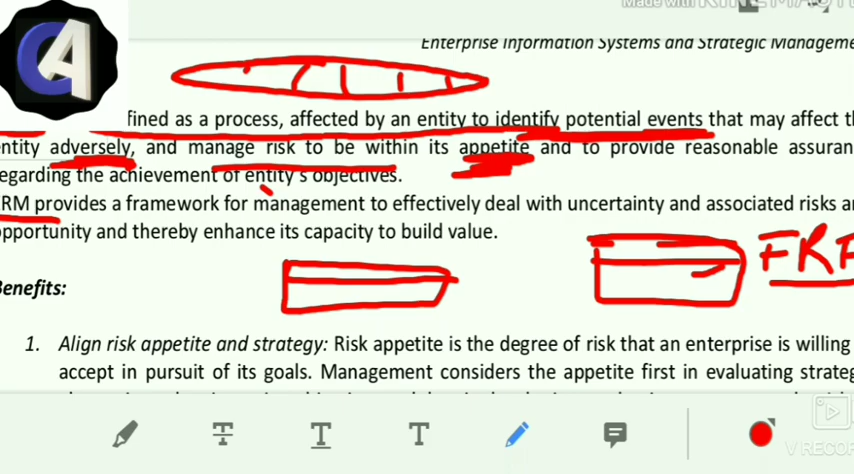 Made with KINEMASTER
CA
Enterprise Information Systems and Strategic Manageme
fined as a process, affected by an entity to identify potential events that may affect th
ntity adversely, and manage risk to be within its appetite and to provide reasonable assuran
egarding the achievement of entity's objectives.
RM provides a framework for management to effectively deal with uncertainty and associated risks an
pportunity and thereby enhance its capacity to build value.
Benefits:
1. Align risk appetite and strategy: Risk appetite is the degree of risk that an enterprise is willing
accept in pursuit of its goals. Management considers the appetite first in evaluating strateg
T T T
V RECOR